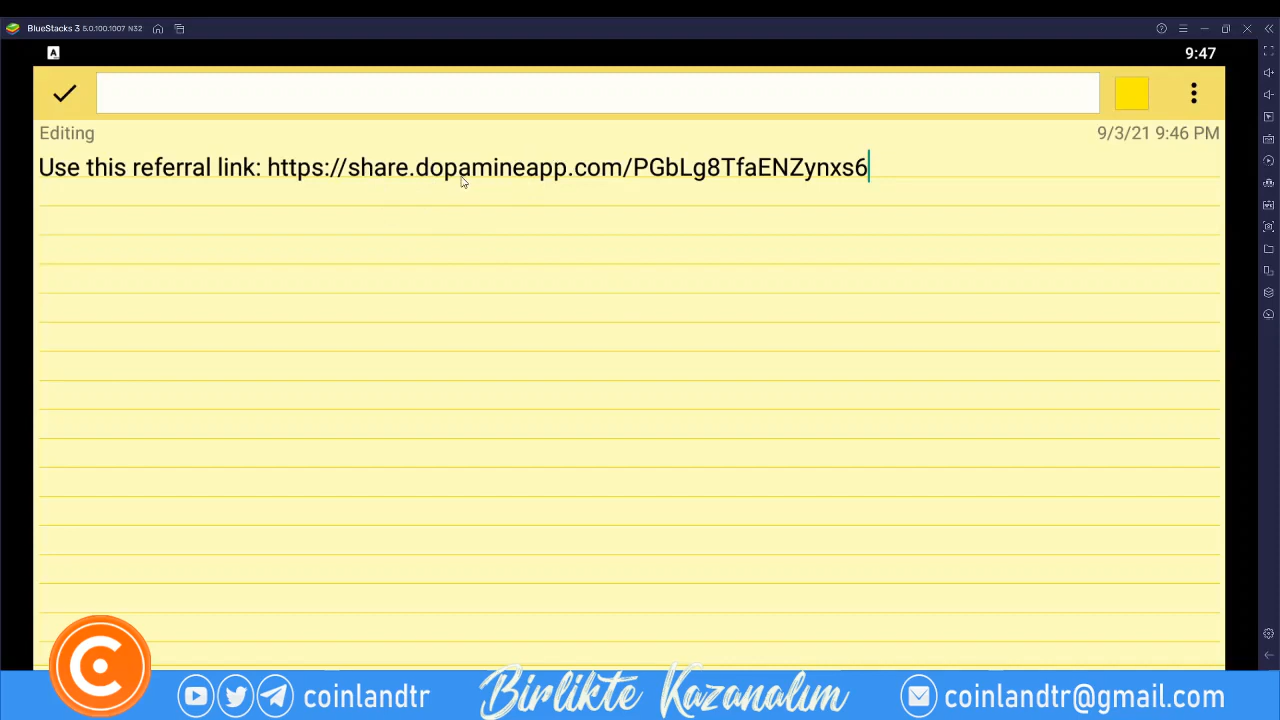 BlueStacks 3 5.0.100.1007 N32
A
9:47
Editing
9/3/21 9:46 PM
Use this referral link: https://share.dopamineapp.com/PGbLg8TfaENZynxs6
coinlandtr
Birlikte Kazanalım
coinlandtr@gmail.com